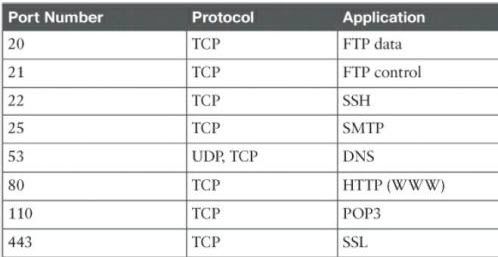 Port Number Protocol Application
20 TCP FTP data
21 TCP FTP control
22 TCP SSH
25 TCP SMTP
53 UDP, TCP DNS
80 TCP HTTP (WWW)
110 TCP POP3
443 TCP SSL